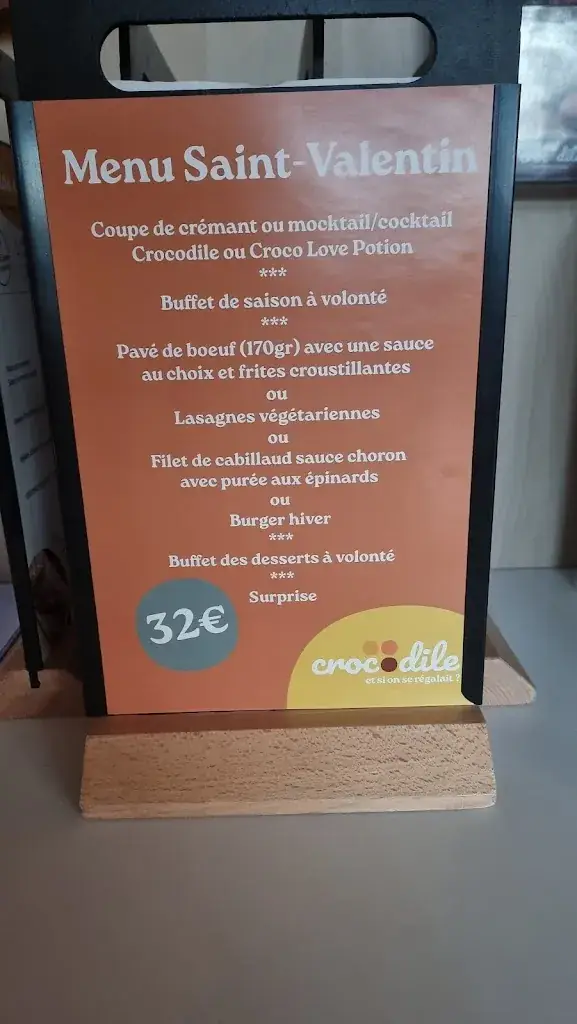 Menu Saint-Valentin
Coupe de crémant ou mocktail/cocktail
Crocodile ou Croco Love Potion
***
Buffet de saison à volonté
***
Pavé de boeuf (170gr) avec une sauce
au choix et frites croustillantes
ou
Lasagnes végétariennes
ou
Filet de cabillaud sauce choron
avec purée aux épinards
ou
Burger hiver
***
Buffet des desserts à volonté
***
Surprise
32€
crocodile
et si on se régalait ?